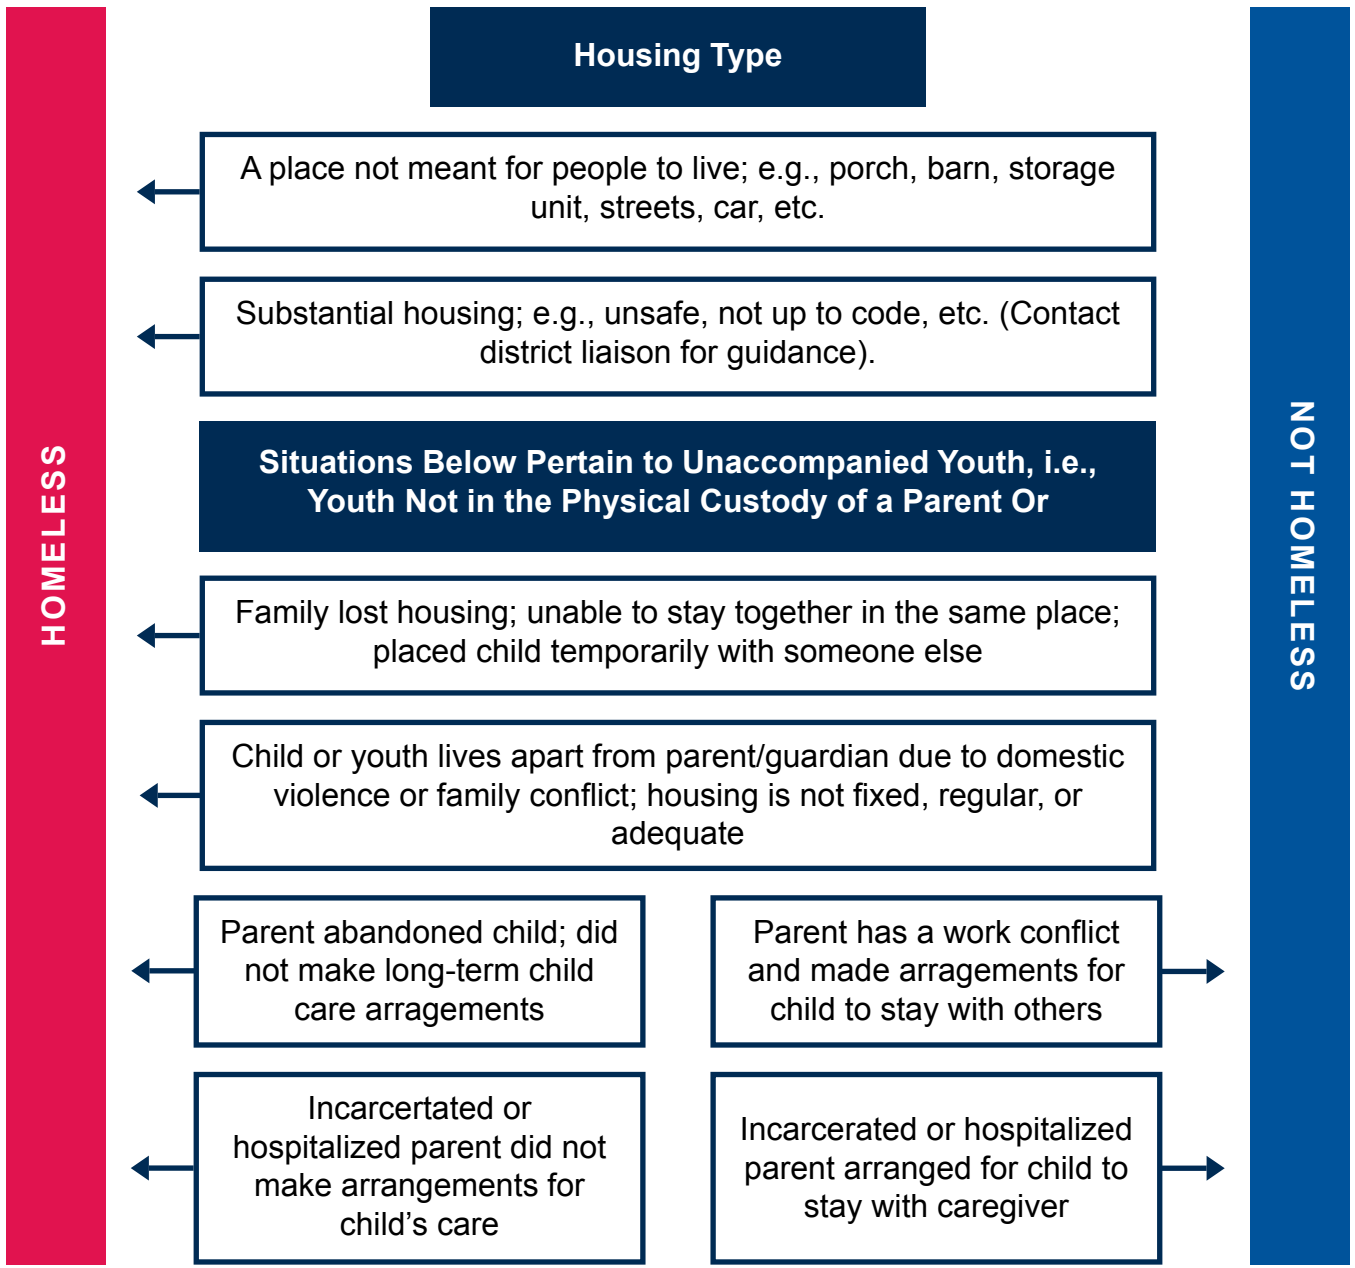 Housing Type
A place not meant for people to live; e.g., porch, barn, storage
unit, streets, car, etc.
Substantial housing; e.g., unsafe, not up to code, etc. (Contact
district liaison for guidance).
HOMELESS
NOT HOMELESS
Situations Below Pertain to Unaccompanied Youth, i.e.,
Youth Not in the Physical Custody of a Parent Or
Family lost housing; unable to stay together in the same place;
placed child temporarily with someone else
Child or youth lives apart from parent/guardian due to domestic
violence or family conflict; housing is not fixed, regular, or
adequate
Parent abandoned child; did
not make long-term child
care arragements
Parent has a work conflict
and made arragements for
child to stay with others
Incarcertated or
hospitalized parent did not
make arrangements for
child’s care
Incarcerated or hospitalized
parent arranged for child to
stay with caregiver